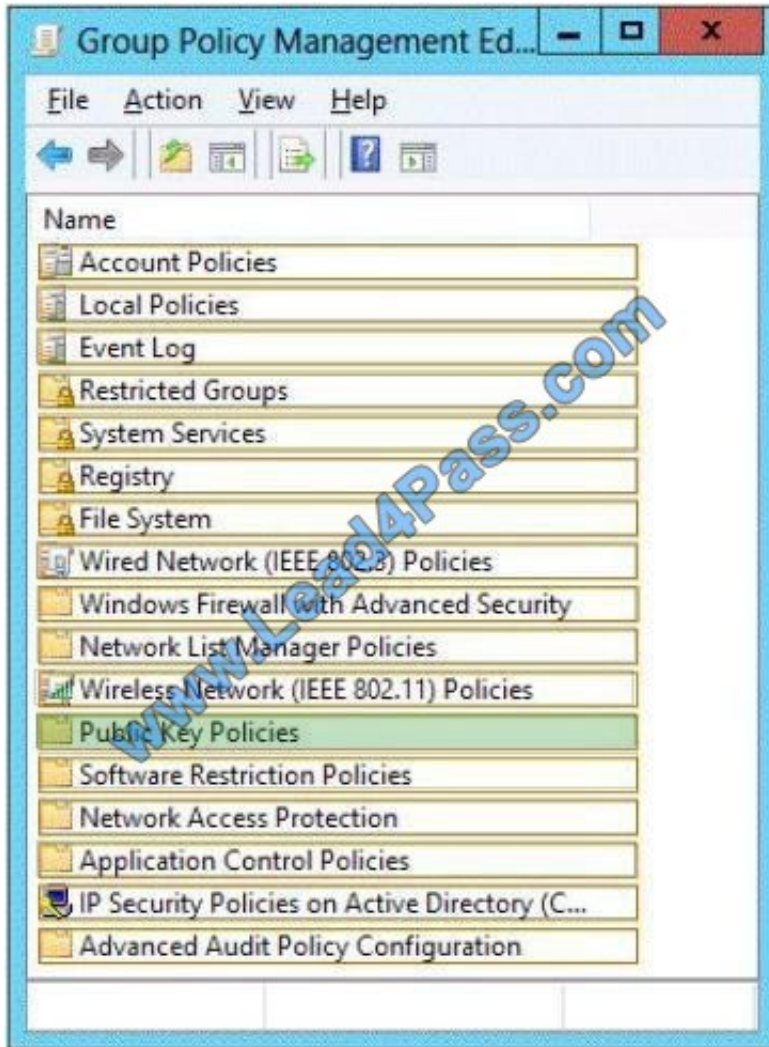 Group Policy Management Ed...
File Action View Help
Name
Account Policies
Local Policies
Event Log
Restricted Groups
System Services
Registry
File System
Wired Network (IEEE 802.3) Policies
Windows Firewall with Advanced Security
Network List Manager Policies
Wireless Network (IEEE 802.11) Policies
Public Key Policies
Software Restriction Policies
Network Access Protection
Application Control Policies
IP Security Policies on Active Directory (C...
Advanced Audit Policy Configuration
www.Lead4Pass.com